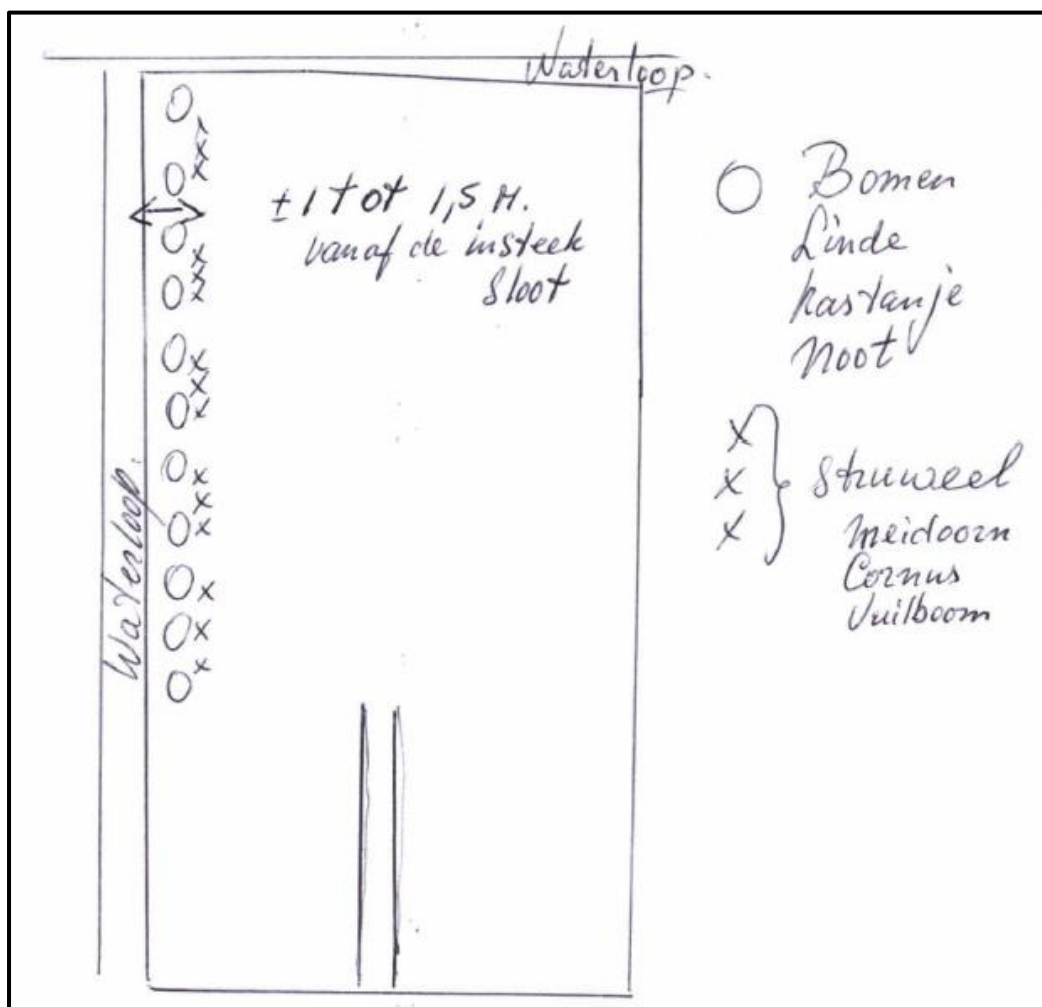 Waterloop.
± 1 tot 1,5 M.
vanaf de insteek
sloot
Waterloop.
O Bomen
Linde
kastanje
Noot
x
x
x
struweel
meidoorn
Cornus
Vuilboom